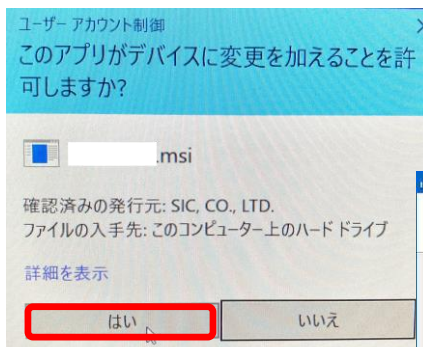 ユーザー アカウント制御
このアプリがデバイスに変更を加えることを許
可しますか?
.msi
確認済みの発行元: SIC, CO., LTD.
ファイルの入手先: このコンピューター上のハード ドライブ
詳細を表示
はい
いいえ